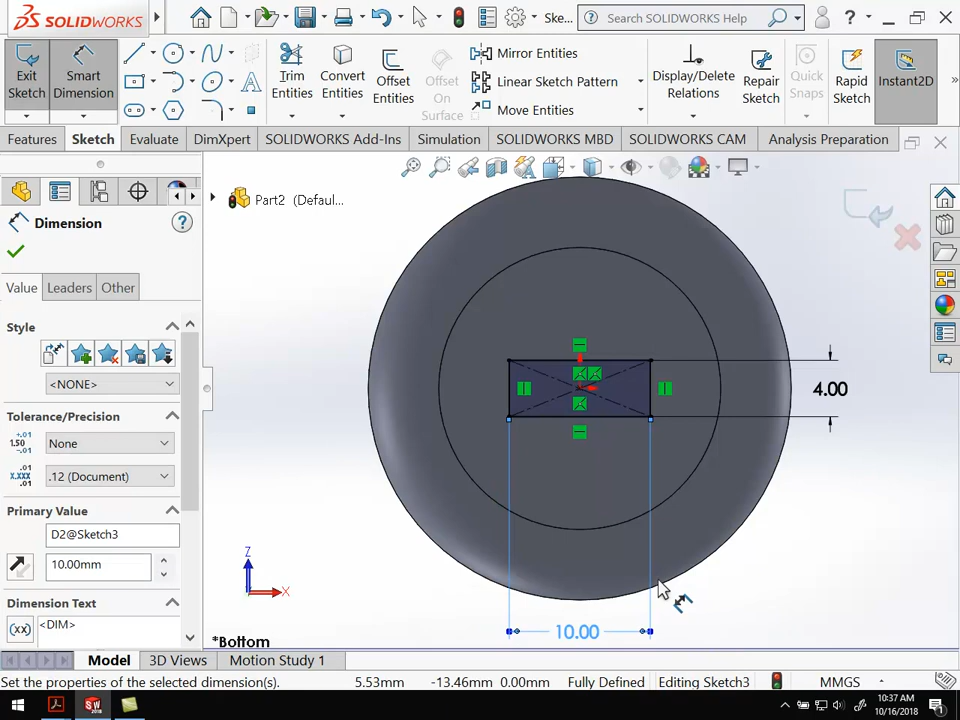 SOLIDWORKS
Ske...
Search SOLIDWORKS Help
Exit Sketch
Smart Dimension
Trim Entities
Convert Entities
Offset Entities
Offset On Surface
Mirror Entities
Linear Sketch Pattern
Move Entities
Display/Delete Relations
Repair Sketch
Quick Snaps
Rapid Sketch
Instant2D
Features
Sketch
Evaluate
DimXpert
SOLIDWORKS Add-Ins
Simulation
SOLIDWORKS MBD
SOLIDWORKS CAM
Analysis Preparation
Part2 (Defaul...
Dimension
Value
Leaders
Other
Style
<NONE>
Tolerance/Precision
None
.12 (Document)
Primary Value
D2@Sketch3
10.00mm
Dimension Text
<DIM>
4.00
10.00
Z
X
*Bottom
Model
3D Views
Motion Study 1
Set the properties of the selected dimension(s).
5.53mm
-13.46mm
0.00mm
Fully Defined
Editing Sketch3
MMGS
10:37 AM
10/16/2018